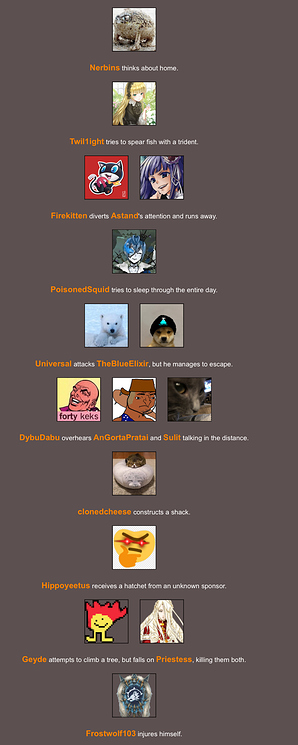 Nerbins thinks about home.
Twil1ight tries to spear fish with a trident.
Firekitten diverts Astand's attention and runs away.
PoisonedSquid tries to sleep through the entire day.
Universal attacks TheBlueElixir, but he manages to escape.
forty keks
DybuDabu overhears AnGortaPratai and Sulit talking in the distance.
clonedcheese constructs a shack.
Hippoyeetus receives a hatchet from an unknown sponsor.
Geyde attempts to climb a tree, but falls on Priestess, killing them both.
Frostwolf103 injures himself.